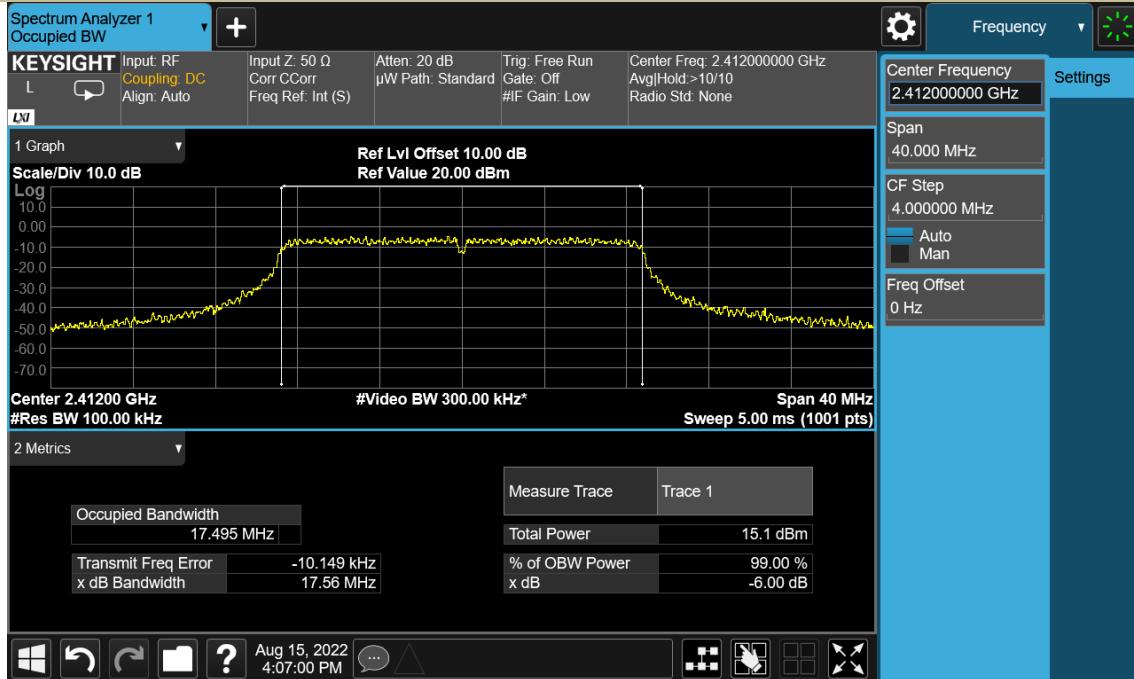 Spectrum Analyzer 1
Occupied BW
+
Frequency
KEYSIGHT
L
LXI
Input: RF
Coupling: DC
Align: Auto
Input Z: 50 Ω
Corr CCorr
Freq Ref: Int (S)
Atten: 20 dB
µW Path: Standard
Trig: Free Run
Gate: Off
#IF Gain: Low
Center Freq: 2.412000000 GHz
Avg|Hold:>10/10
Radio Std: None
Center Frequency
2.412000000 GHz
Settings
Span
40.000 MHz
CF Step
4.000000 MHz
Auto
Man
Freq Offset
0 Hz
1 Graph
Scale/Div 10.0 dB
Ref Lvl Offset 10.00 dB
Ref Value 20.00 dBm
Log
10.0
0.00
-10.0
-20.0
-30.0
-40.0
-50.0
-60.0
-70.0
Center 2.41200 GHz
#Video BW 300.00 kHz*
Span 40 MHz
#Res BW 100.00 kHz
Sweep 5.00 ms (1001 pts)
2 Metrics
Measure Trace Trace 1
Occupied Bandwidth
17.495 MHz
Total Power 15.1 dBm
Transmit Freq Error -10.149 kHz
% of OBW Power 99.00 %
x dB Bandwidth 17.56 MHz
x dB -6.00 dB
?
Aug 15, 2022
4:07:00 PM